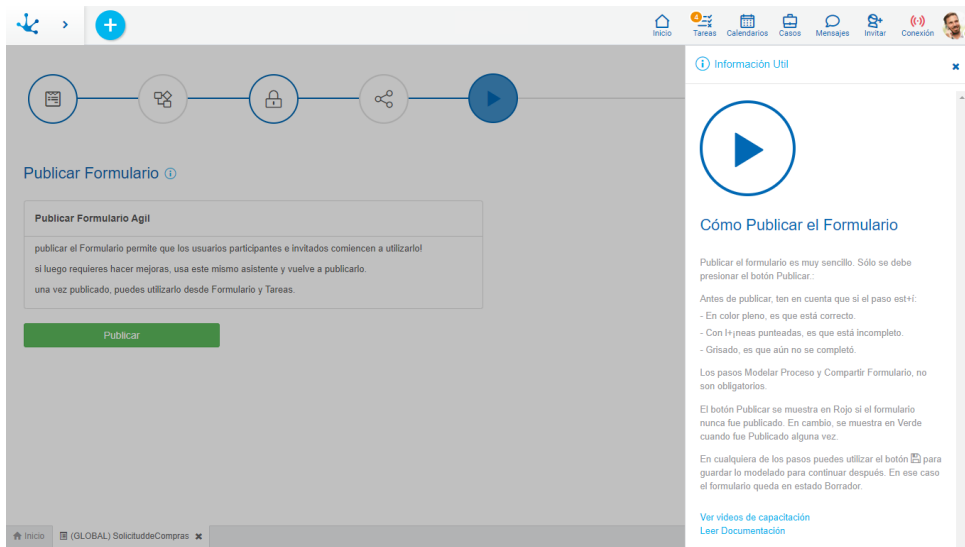 4
Inicio
Tareas
Calendarios
Casos
Mensajes
Invitar
Conexión
Publicar Formulario
Publicar Formulario Agil
publicar el Formulario permite que los usuarios participantes e invitados comiencen a utilizarlo!
si luego requieres hacer mejoras, usa este mismo asistente y vuelve a publicarlo.
una vez publicado, puedes utilizarlo desde Formulario y Tareas.
Publicar
Información Util
Cómo Publicar el Formulario
Publicar el formulario es muy sencillo. Sólo se debe
presionar el botón Publicar.:
Antes de publicar, ten en cuenta que si el paso est+í:
- En color pleno, es que está correcto.
- Con l+¡neas punteadas, es que está incompleto.
- Grisado, es que aún no se completó.
Los pasos Modelar Proceso y Compartir Formulario, no
son obligatorios.
El botón Publicar se muestra en Rojo si el formulario
nunca fue publicado. En cambio, se muestra en Verde
cuando fue Publicado alguna vez.
En cualquiera de los pasos puedes utilizar el botón para
guardar lo modelado para continuar después. En ese caso
el formulario queda en estado Borrador.
Ver videos de capacitación
Leer Documentación
Inicio
(GLOBAL) SolicituddeCompras